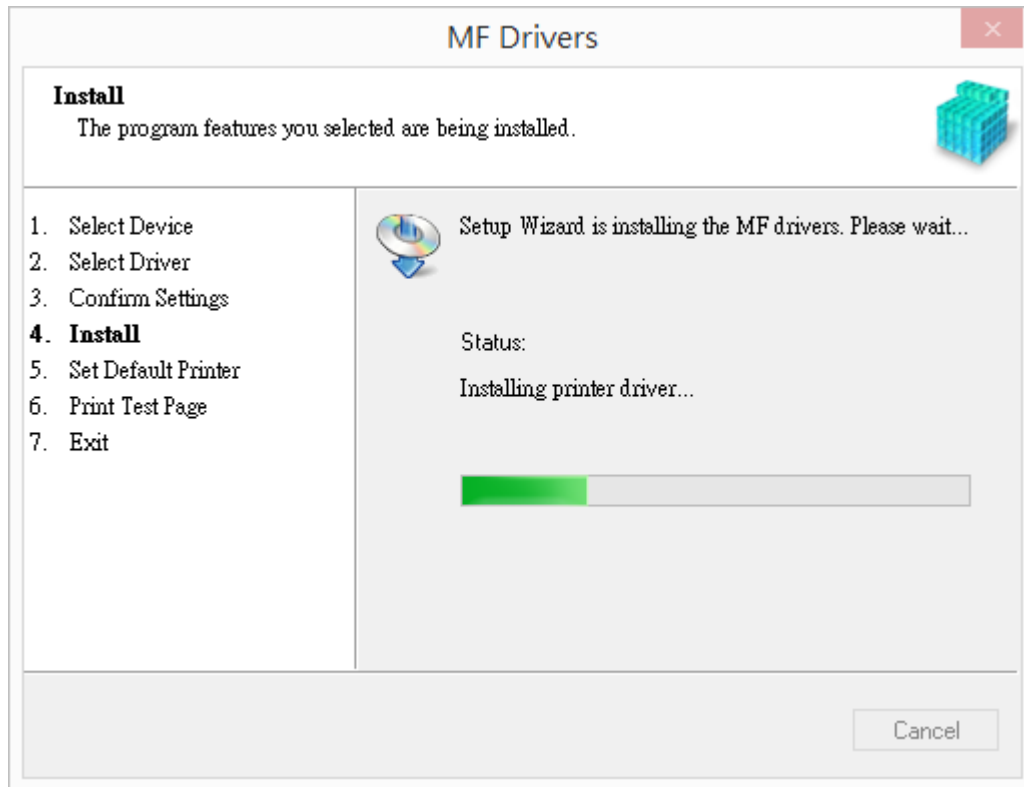 MF Drivers
Install
The program features you selected are being installed.
1. Select Device
2. Select Driver
3. Confirm Settings
4. Install
5. Set Default Printer
6. Print Test Page
7. Exit
Setup Wizard is installing the MF drivers. Please wait...
Status:
Installing printer driver...
Cancel